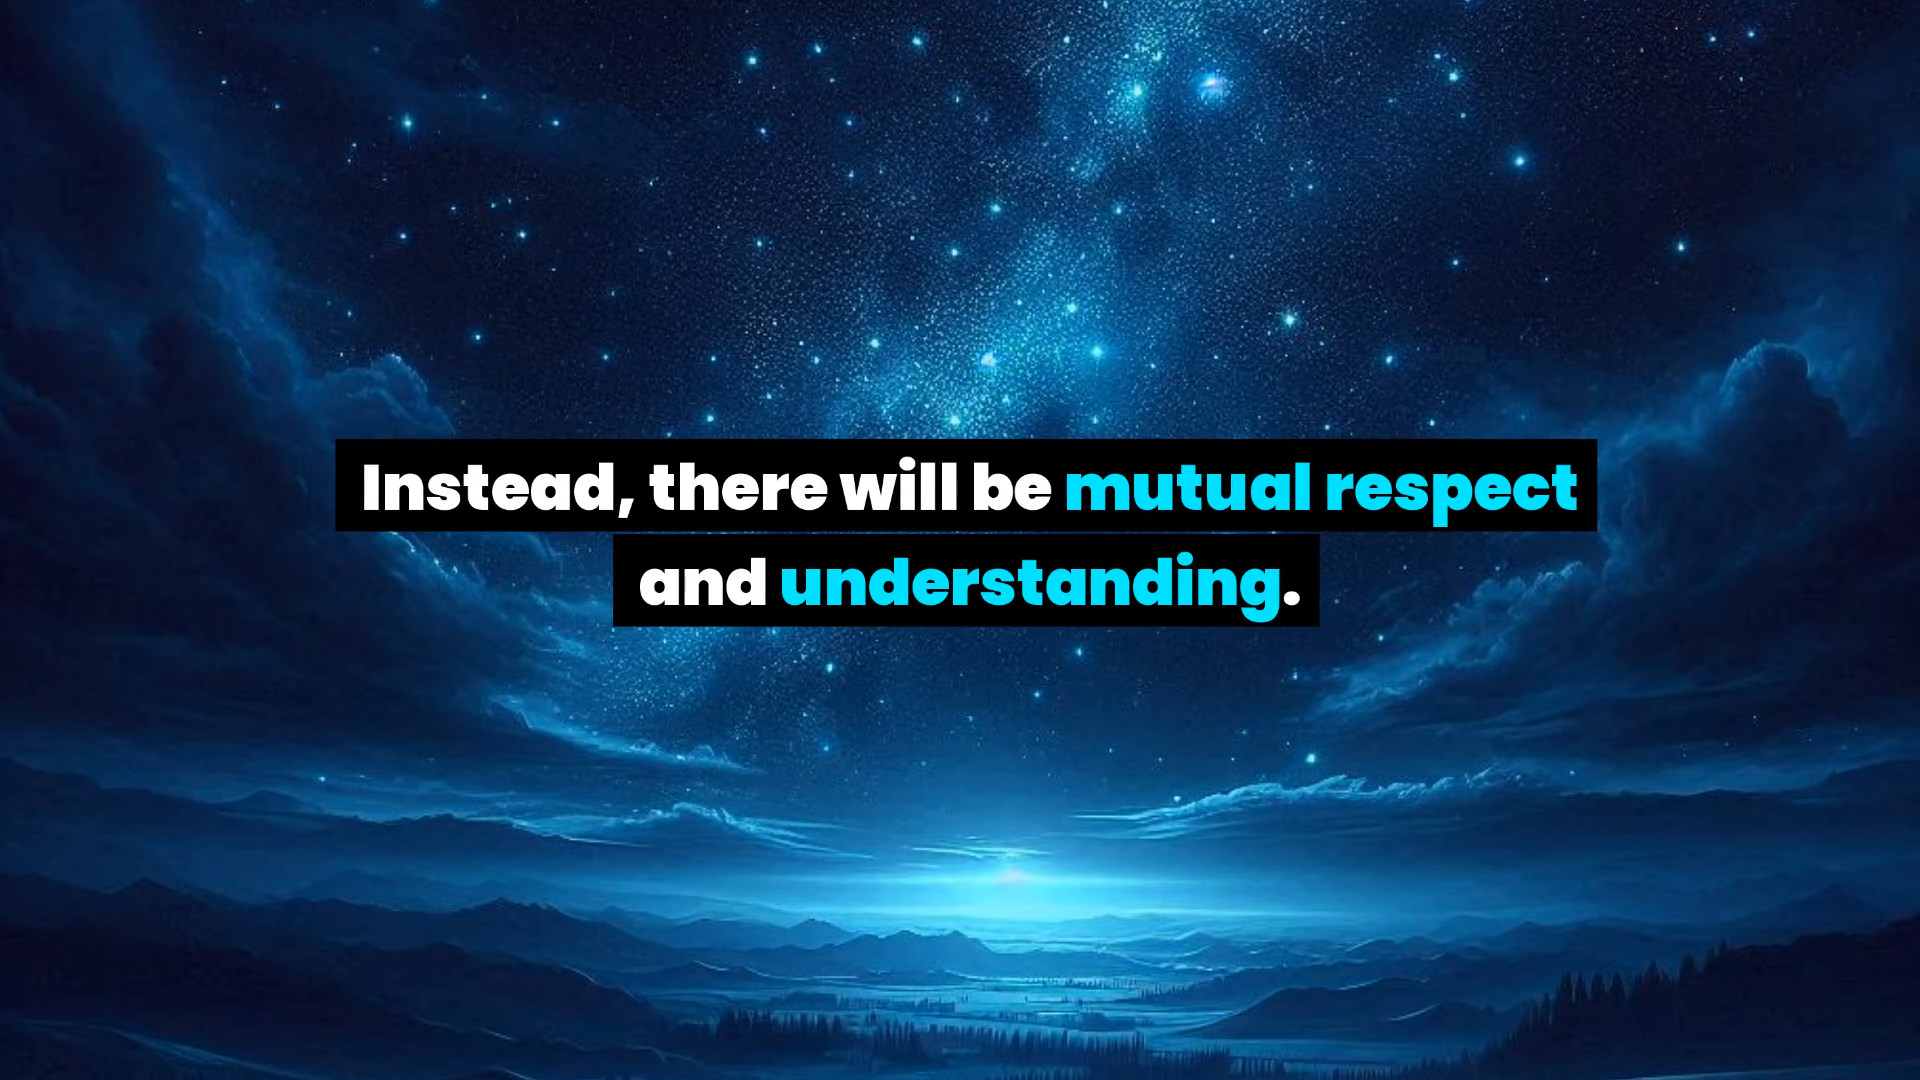 Instead, there will be mutual respect
and understanding.